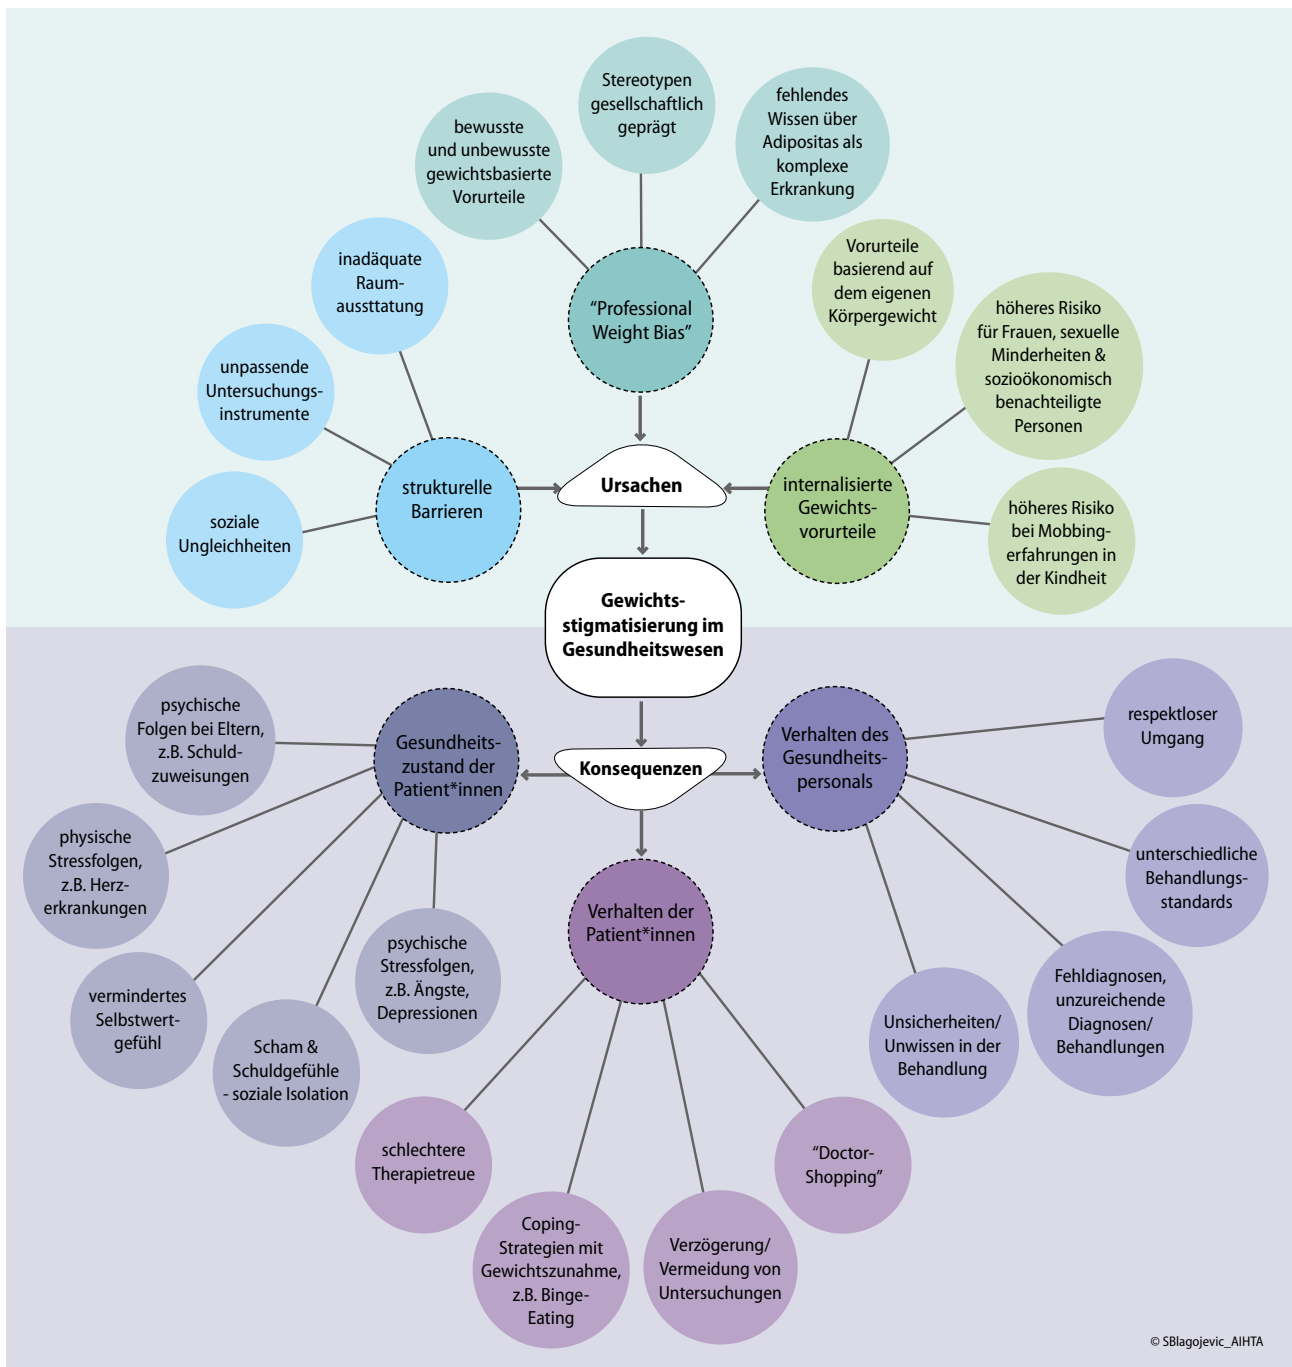 Stereotypen
gesellschaftlich
geprägt
fehlendes
Wissen über
Adipositas als
komplexe
Erkrankung
bewusste
und unbewusste
gewichtsbasierte
Vorurteile
inadäquate
Raum-
aussttatung
"Professional
Weight Bias"
Vorurteile
basierend auf
dem eigenen
Körpergewicht
höheres Risiko
für Frauen, sexuelle
Minderheiten &
sozioökonomisch
benachteiligte
Personen
unpassende
Untersuchungs-
instrumente
strukturelle
Barrieren
Ursachen
internalisierte
Gewichts-
vorurteile
soziale
Ungleichheiten
höheres Risiko
bei Mobbing-
erfahrungen in
der Kindheit
Gewichts-
stigmatisierung im
Gesundheitswesen
psychische
Folgen bei Eltern,
z.B. Schuld-
zuweisungen
Gesundheits-
zustand der
Patient*innen
Konsequenzen
Verhalten des
Gesundheits-
personals
respektloser
Umgang
physische
Stressfolgen,
z.B. Herz-
erkrankungen
unterschiedliche
Behandlungs-
standards
Verhalten der
Patient*innen
psychische
Stressfolgen,
z.B. Ängste,
Depressionen
vermindertes
Selbstwert-
gefühl
Scham &
Schuldgefühle
- soziale Isolation
Fehldiagnosen,
unzureichende
Diagnosen/
Behandlungen
Unsicherheiten/
Unwissen in der
Behandlung
schlechtere
Therapietreue
Coping-
Strategien mit
Gewichtszunahme,
z.B. Binge-
Eating
Verzögerung/
Vermeidung von
Untersuchungen
"Doctor-
Shopping"
© SBlagojevic_AIHTA